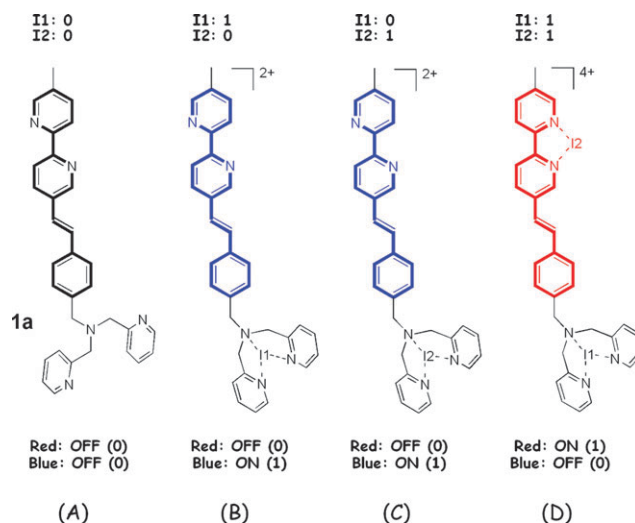 I1: 0
I2: 0
I1: 1
I2: 0
I1: 0
I2: 1
I1: 1
I2: 1
2+
2+
4+
N
N
N
N
N
N
N
N
I2
1a
N
N
N
N
I1
N
N
N
I2
N
N
N
I1
N
N
Red: OFF (0)
Blue: OFF (0)
Red: OFF (0)
Blue: ON (1)
Red: OFF (0)
Blue: ON (1)
Red: ON (1)
Blue: OFF (0)
(A)
(B)
(C)
(D)